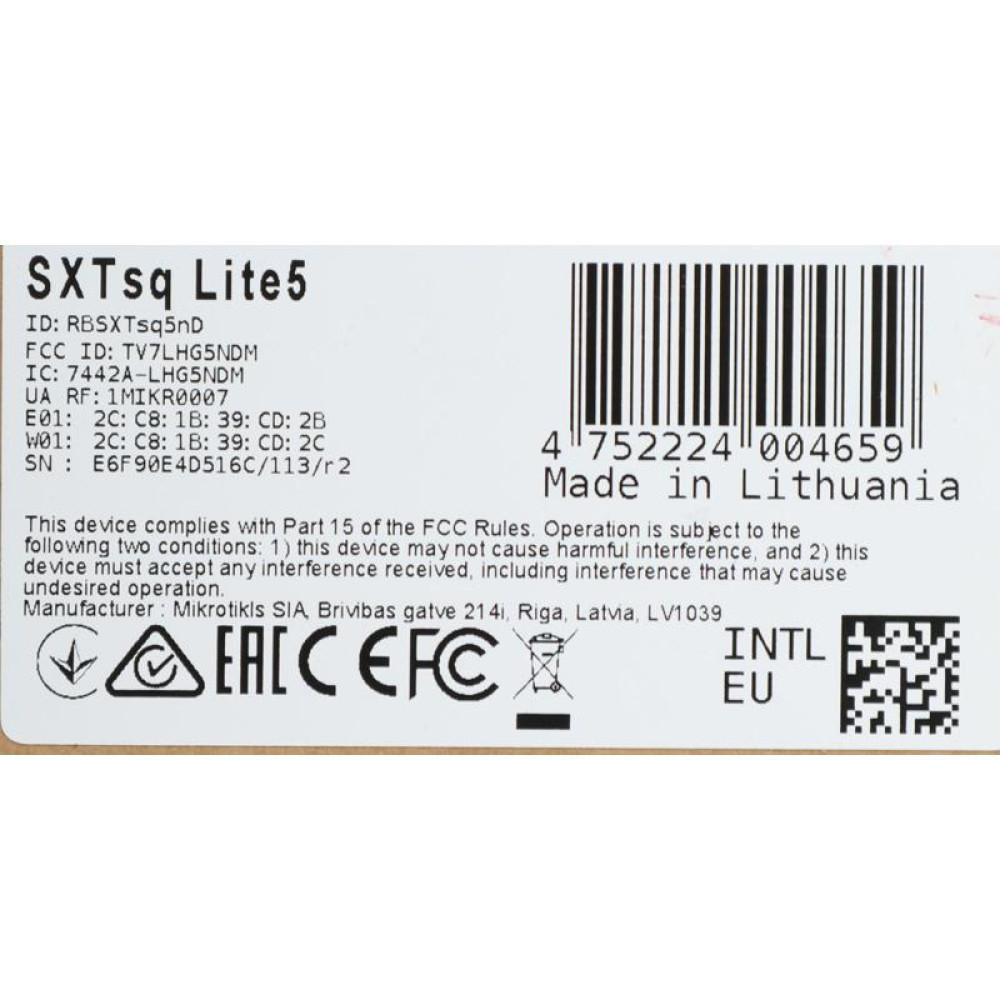 SXTsq Lite5
ID: RBSXTsq5nD
FCC ID: TV7LHG5NDM
IC: 7442A-LHG5NDM
UA RF: 1MIKR0007
E01: 2C: C8: 1B: 39: CD: 2B
W01: 2C: C8: 1B: 39: CD: 2C
SN : E6F90E4D516C/113/r2
4 752224 004659
Made in Lithuania
This device complies with Part 15 of the FCC Rules. Operation is subject to the
following two conditions: 1) this device may not cause harmful interference, and 2) this
device must accept any interference received, including interference that may cause
undesired operation.
Manufacturer : Mikrotikls SIA, Brivibas gatve 214i, Riga, Latvia, LV1039
EAC CE FC
INTL
EU